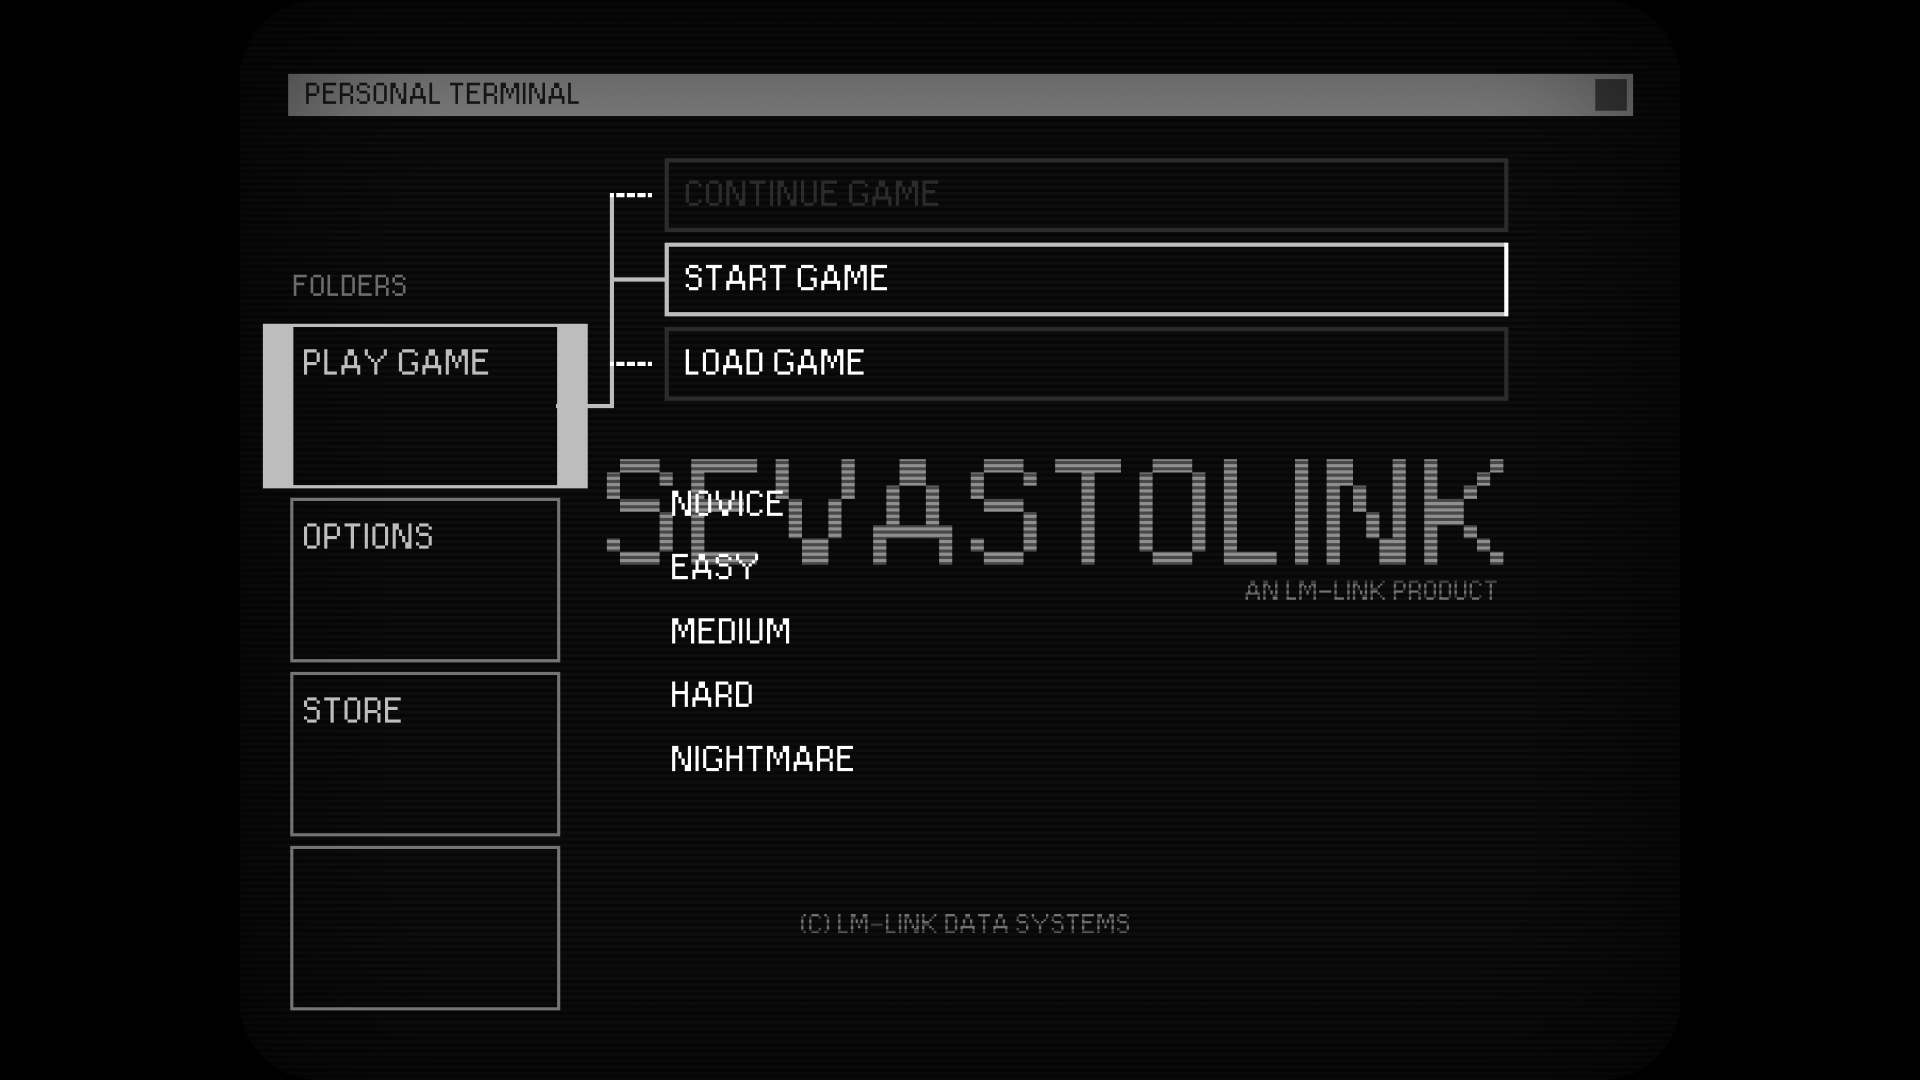 PERSONAL TERMINAL
CONTINUE GAME
START GAME
LOAD GAME
FOLDERS
PLAY GAME
OPTIONS
STORE
SEVASTOLINK
AN LM-LINK PRODUCT
NOVICE
EASY
MEDIUM
HARD
NIGHTMARE
(C) LM-LINK DATA SYSTEMS